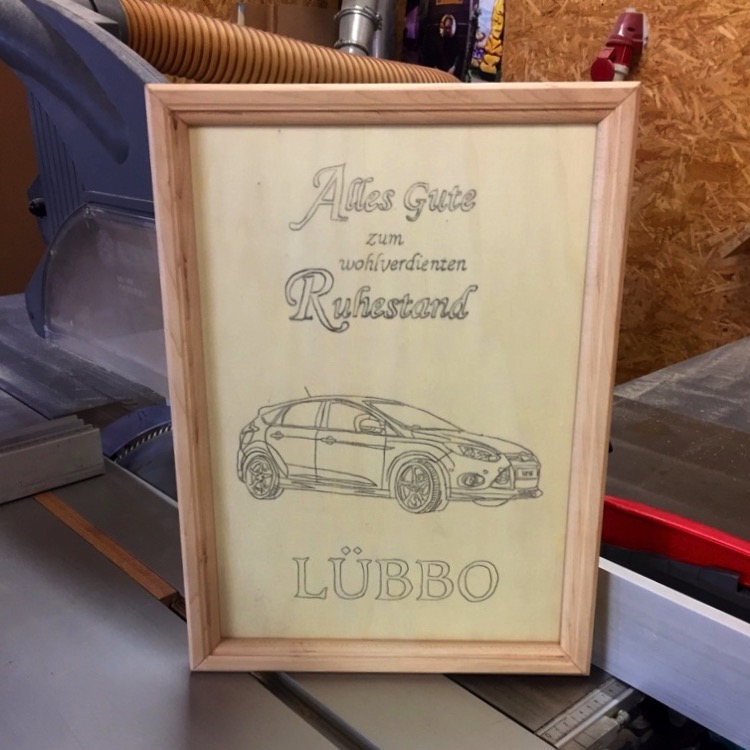 Alles Gute
zum
wohlverdienten
Ruhestand
LÜBBO